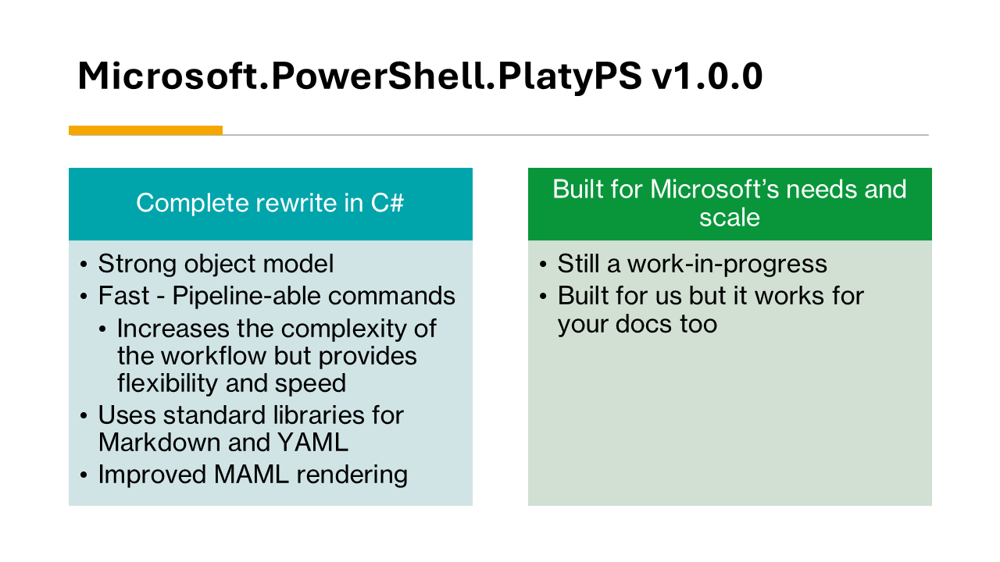 Microsoft.PowerShell.PlatyPS v1.0.0
Complete rewrite in C#
• Strong object model
• Fast - Pipeline-able commands
• Increases the complexity of
the workflow but provides
flexibility and speed
• Uses standard libraries for
Markdown and YAML
• Improved MAML rendering
Built for Microsoft’s needs and
scale
• Still a work-in-progress
• Built for us but it works for
your docs too